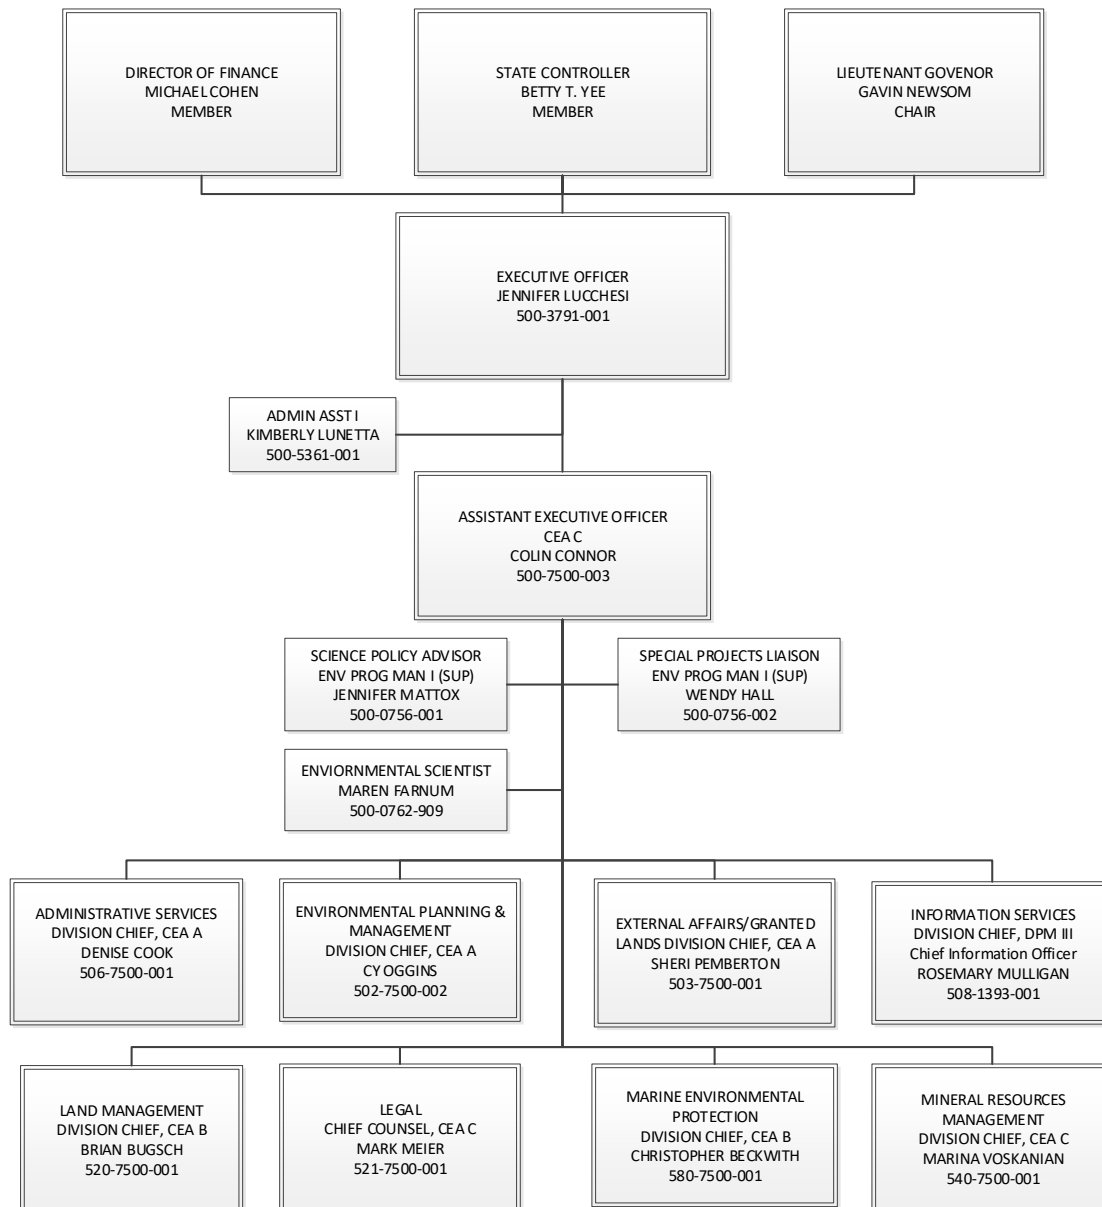 DIRECTOR OF FINANCE
MICHAEL COHEN
MEMBER
STATE CONTROLLER
BETTY T. YEE
MEMBER
LIEUTENANT GOVENOR
GAVIN NEWSOM
CHAIR
EXECUTIVE OFFICER
JENNIFER LUCCHESI
500-3791-001
ADMIN ASST I
KIMBERLY LUNETTA
500-5361-001
ASSISTANT EXECUTIVE OFFICER
CEA C
COLIN CONNOR
500-7500-003
SCIENCE POLICY ADVISOR
ENV PROG MAN I (SUP)
JENNIFER MATTOX
500-0756-001
SPECIAL PROJECTS LIAISON
ENV PROG MAN I (SUP)
WENDY HALL
500-0756-002
ENVIORNMENTAL SCIENTIST
MAREN FARNUM
500-0762-909
ADMINISTRATIVE SERVICES
DIVISION CHIEF, CEA A
DENISE COOK
506-7500-001
ENVIRONMENTAL PLANNING &
MANAGEMENT
DIVISION CHIEF, CEA A
CY OGGINS
502-7500-002
EXTERNAL AFFAIRS/GRANTED
LANDS DIVISION CHIEF, CEA A
SHERI PEMBERTON
503-7500-001
INFORMATION SERVICES
DIVISION CHIEF, DPM III
Chief Information Officer
ROSEMARY MULLIGAN
508-1393-001
LAND MANAGEMENT
DIVISION CHIEF, CEA B
BRIAN BUGSCH
520-7500-001
LEGAL
CHIEF COUNSEL, CEA C
MARK MEIER
521-7500-001
MARINE ENVIRONMENTAL
PROTECTION
DIVISION CHIEF, CEA B
CHRISTOPHER BECKWITH
580-7500-001
MINERAL RESOURCES
MANAGEMENT
DIVISION CHIEF, CEA C
MARINA VOSKANIAN
540-7500-001